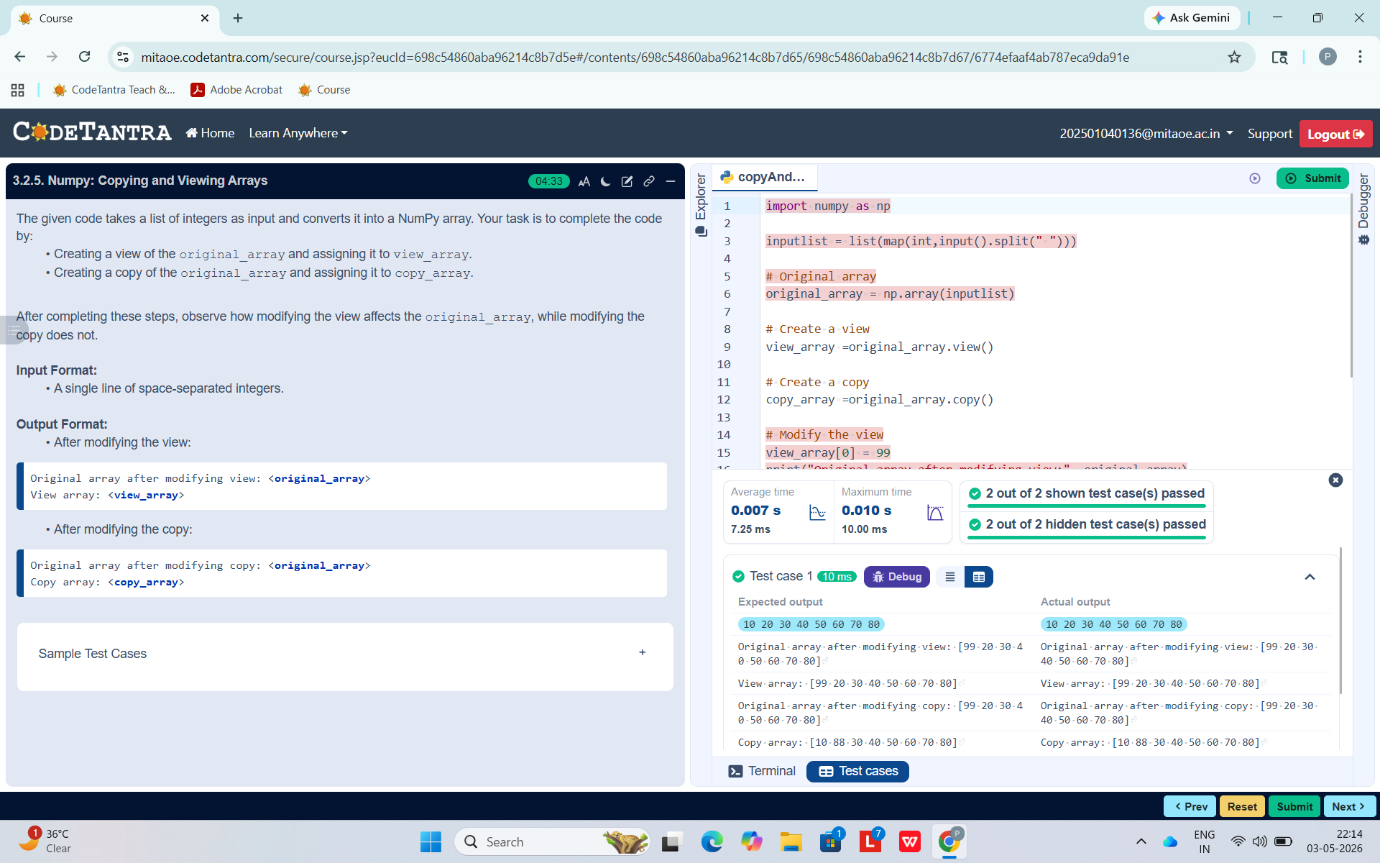 Course
Ask Gemini
mitaoe.codetantra.com/secure/course.jsp?eucId=698c54860aba96214c8b7d5e#/contents/698c54860aba96214c8b7d65/698c54860aba96214c8b7d67/6774efaaf4ab787eca9da91e
P
CodeTantra Teach &... Adobe Acrobat Course
CODETANTRA Home Learn Anywhere 202501040136@mitaoe.ac.in Support Logout
3.2.5. Numpy: Copying and Viewing Arrays 04:33
The given code takes a list of integers as input and converts it into a NumPy array. Your task is to complete the code
by:
• Creating a view of the original_array and assigning it to view_array.
• Creating a copy of the original_array and assigning it to copy_array.
After completing these steps, observe how modifying the view affects the original_array, while modifying the
copy does not.
Input Format:
• A single line of space-separated integers.
Output Format:
• After modifying the view:
Original array after modifying view: <original_array>
View array: <view_array>
• After modifying the copy:
Original array after modifying copy: <original_array>
Copy array: <copy_array>
Sample Test Cases +
Explorer
copyAnd...
Submit
Debugger
1 import numpy as np
2
3 inputlist = list(map(int,input().split(" ")))
4
5 # Original array
6 original_array = np.array(inputlist)
7
8 # Create a view
9 view_array =original_array.view()
10
11 # Create a copy
12 copy_array =original_array.copy()
13
14 # Modify the view
15 view_array[0] = 99
16 print("Original array after modifying view:", original_array)
Average time Maximum time
0.007 s 0.010 s
7.25 ms 10.00 ms
2 out of 2 shown test case(s) passed
2 out of 2 hidden test case(s) passed
Test case 1 10 ms Debug
Expected output Actual output
10 20 30 40 50 60 70 80 10 20 30 40 50 60 70 80
Original·array·after·modifying·view:·[99·20·30·4 Original·array·after·modifying·view:·[99·20·30·
0·50·60·70·80] 40·50·60·70·80]
View·array:·[99·20·30·40·50·60·70·80] View·array:·[99·20·30·40·50·60·70·80]
Original·array·after·modifying·copy:·[99·20·30·4 Original·array·after·modifying·copy:·[99·20·30·
0·50·60·70·80] 40·50·60·70·80]
Copy·array:·[10·88·30·40·50·60·70·80] Copy·array:·[10·88·30·40·50·60·70·80]
Terminal Test cases
< Prev Reset Submit Next >
1 36°C
Clear
Search
1
7
P
ENG
IN
22:14
03-05-2026